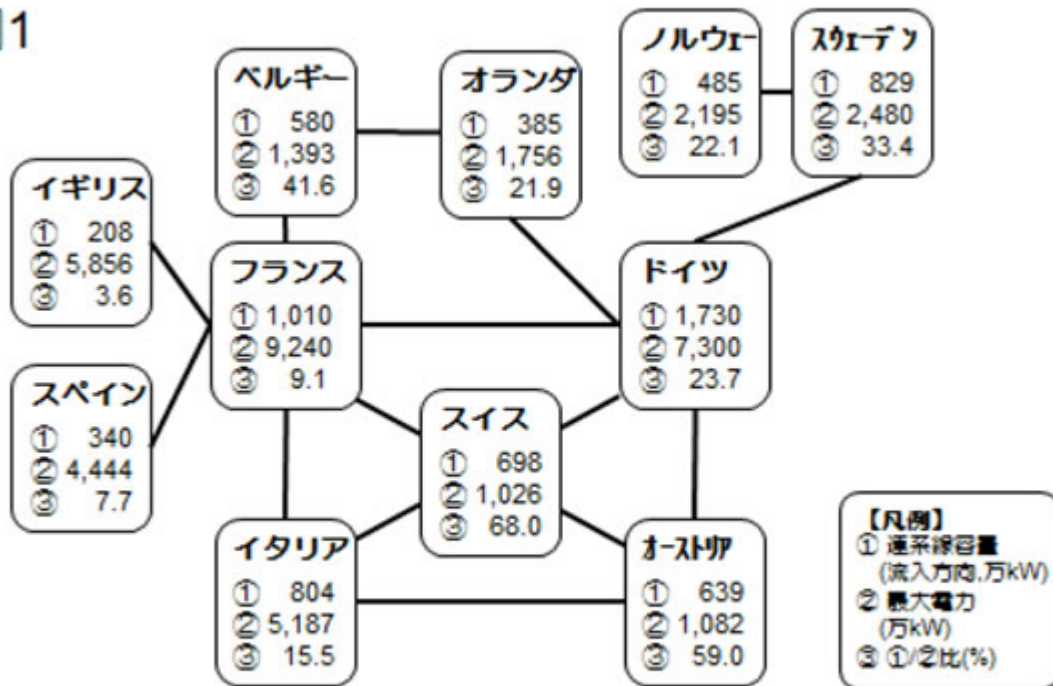 ベルギー
① 580
② 1,393
③ 41.6
オランダ
① 385
② 1,756
③ 21.9
ノルウェー
① 485
② 2,195
③ 22.1
スウェーデン
① 829
② 2,480
③ 33.4
イギリス
① 208
② 5,856
③ 3.6
フランス
① 1,010
② 9,240
③ 9.1
ドイツ
① 1,730
② 7,300
③ 23.7
スペイン
① 340
② 4,444
③ 7.7
スイス
① 698
② 1,026
③ 68.0
イタリア
① 804
② 5,187
③ 15.5
オーストリア
① 639
② 1,082
③ 59.0
【凡例】
① 連系線容量
(流入方向,万kW)
② 最大電力
(万kW)
③ ①/②比(%)